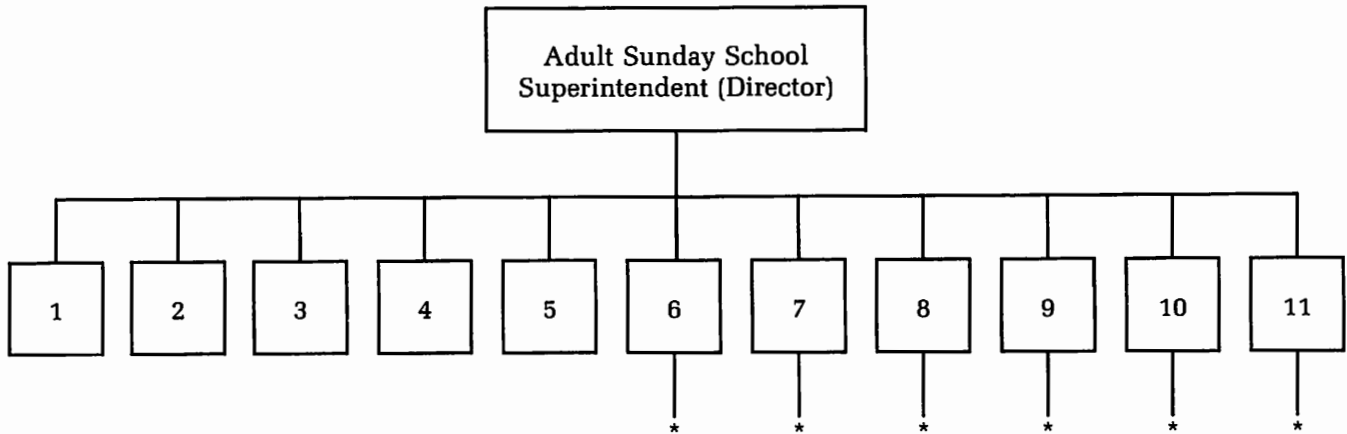 Adult Sunday School
Superintendent (Director)
1 2 3 4 5 6 7 8 9 10 11
* * * * * *